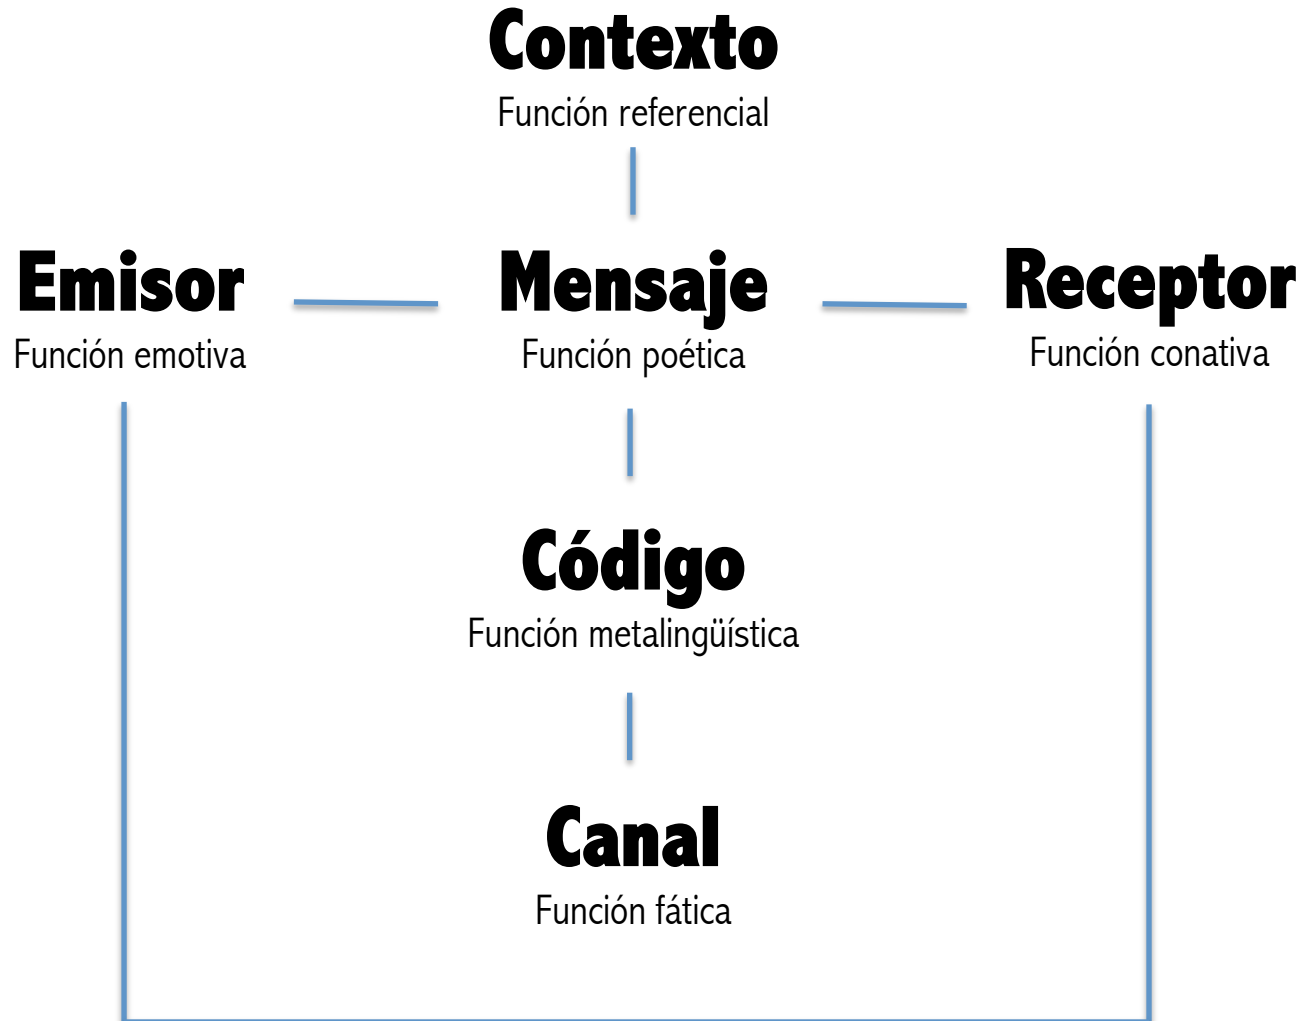 Contexto
Función referencial
Emisor
Función emotiva
Mensaje
Función poética
Receptor
Función conativa
Código
Función metalingüística
Canal
Función fática